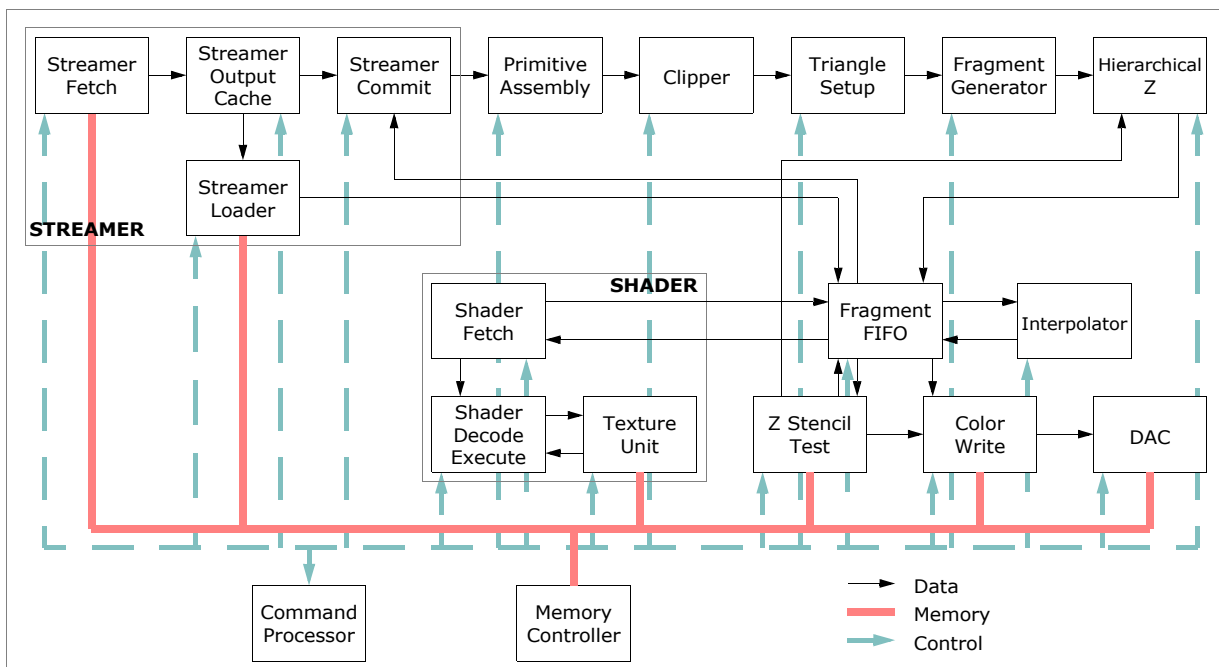 Streamer
Fetch
Streamer
Output
Cache
Streamer
Commit
Primitive
Assembly
Clipper
Triangle
Setup
Fragment
Generator
Hierarchical
Z
Streamer
Loader
STREAMER
SHADER
Shader
Fetch
Fragment
FIFO
Interpolator
Shader
Decode
Execute
Texture
Unit
Z Stencil
Test
Color
Write
DAC
Command
Processor
Memory
Controller
Data
Memory
Control